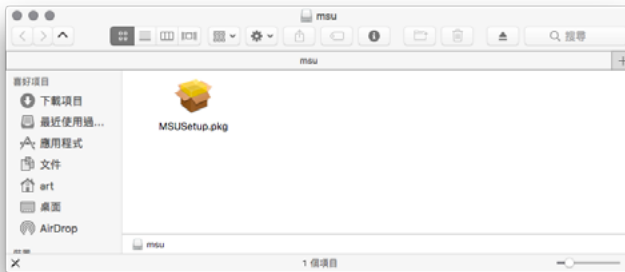 msu
搜尋
msu
喜好項目
下載項目
最近使用過...
應用程式
文件
art
桌面
AirDrop
MSUSetup.pkg
msu
1 個項目